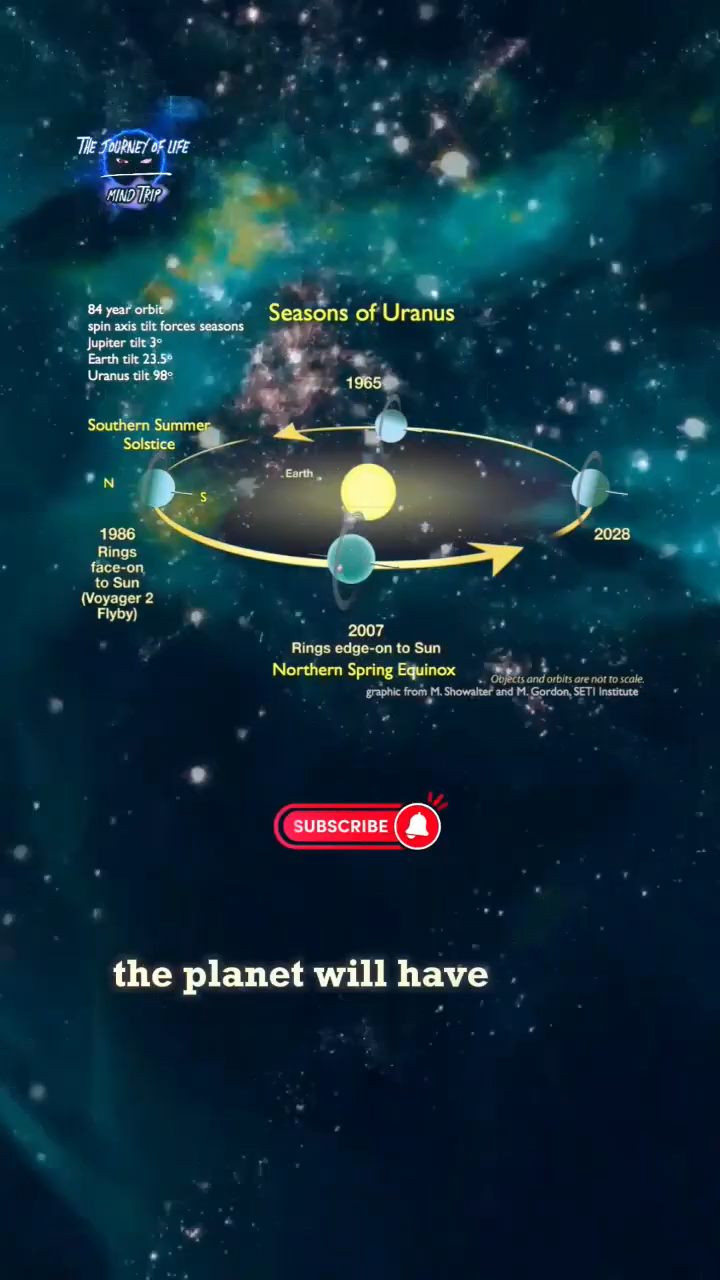 THE JOURNEY OF LIFE
MIND TRIP
84 year orbit
spin axis tilt forces seasons
Jupiter tilt 3°
Earth tilt 23.5°
Uranus tilt 98°
Seasons of Uranus
1965
Southern Summer
Solstice
Earth
N
S
1986
Rings
face-on
to Sun
(Voyager 2
Flyby)
2028
2007
Rings edge-on to Sun
Northern Spring Equinox
Objects and orbits are not to scale.
graphic from M. Showalter and M. Gordon, SETI Institute
SUBSCRIBE
the planet will have